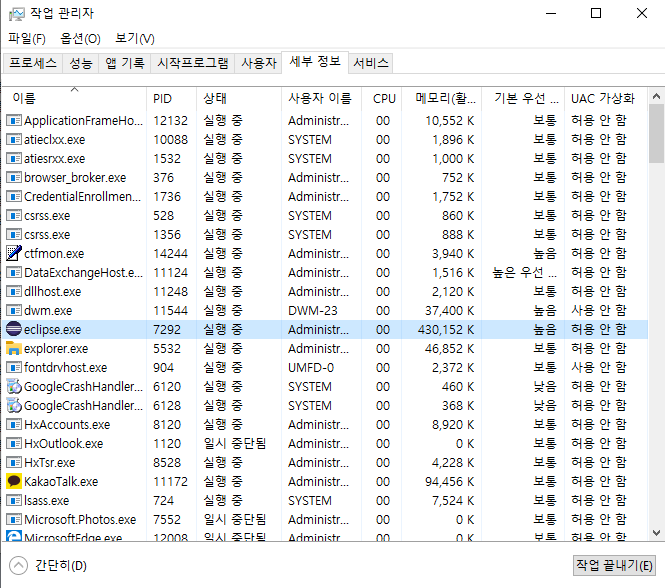 작업 관리자
파일(F) 옵션(O) 보기(V)
프로세스 성능 앱 기록 시작프로그램 사용자 세부 정보 서비스
이름 PID 상태 사용자 이름 CPU 메모리(활... 기본 우선 ... UAC 가상화
ApplicationFrameHo... 12132 실행 중 Administr... 00 10,552 K 보통 허용 안 함
atieclxx.exe 10088 실행 중 SYSTEM 00 1,896 K 보통 허용 안 함
atiesrxx.exe 1532 실행 중 SYSTEM 00 1,000 K 보통 허용 안 함
browser_broker.exe 376 실행 중 Administr... 00 752 K 보통 허용 안 함
CredentialEnrollmen... 1736 실행 중 Administr... 00 1,752 K 보통 허용 안 함
csrss.exe 528 실행 중 SYSTEM 00 860 K 보통 허용 안 함
csrss.exe 1356 실행 중 SYSTEM 00 888 K 보통 허용 안 함
ctfmon.exe 14244 실행 중 Administr... 00 3,940 K 높음 허용 안 함
DataExchangeHost.e... 11124 실행 중 Administr... 00 1,516 K 높은 우선 ... 허용 안 함
dllhost.exe 11248 실행 중 Administr... 00 2,120 K 보통 허용 안 함
dwm.exe 11544 실행 중 DWM-23 00 37,400 K 높음 사용 안 함
eclipse.exe 7292 실행 중 Administr... 00 430,152 K 높음 허용 안 함
explorer.exe 5532 실행 중 Administr... 00 46,852 K 보통 허용 안 함
fontdrvhost.exe 904 실행 중 UMFD-0 00 2,372 K 보통 사용 안 함
GoogleCrashHandler... 6120 실행 중 SYSTEM 00 460 K 낮음 허용 안 함
GoogleCrashHandler... 6128 실행 중 SYSTEM 00 368 K 낮음 허용 안 함
HxAccounts.exe 8120 실행 중 Administr... 00 8,920 K 보통 허용 안 함
HxOutlook.exe 1120 일시 중단됨 Administr... 00 0 K 보통 허용 안 함
HxTsr.exe 8528 실행 중 Administr... 00 4,228 K 보통 허용 안 함
KakaoTalk.exe 11172 실행 중 Administr... 00 94,456 K 보통 허용 안 함
lsass.exe 724 실행 중 SYSTEM 00 7,524 K 보통 허용 안 함
Microsoft.Photos.exe 7552 일시 중단됨 Administr... 00 0 K 보통 허용 안 함
MicrosoftEdge.exe 12008 일시 중단됨 Administr... 00 0 K 보통 허용 안 함
간단히(D) 작업 끝내기(E)